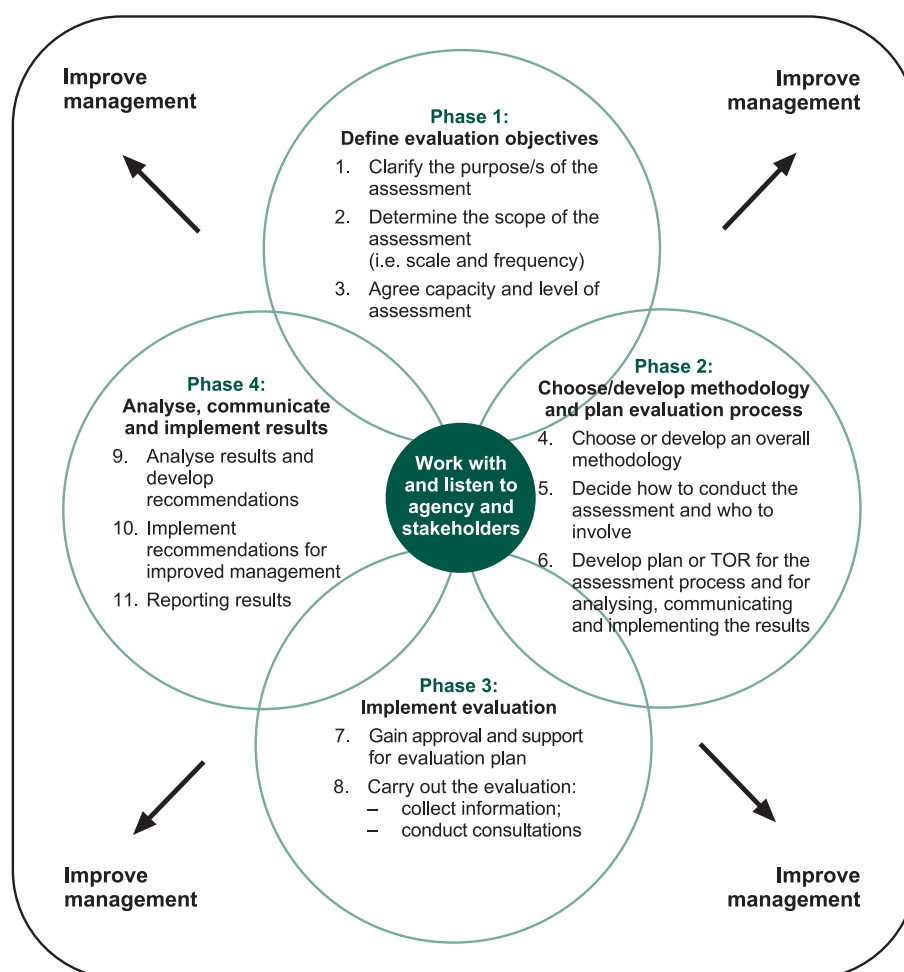 Improve
management
Improve
management
Phase 1:
Define evaluation objectives
1. Clarify the purpose/s of the
assessment
2. Determine the scope of the
assessment
(i.e. scale and frequency)
3. Agree capacity and level of
assessment
Phase 2:
Choose/develop methodology
and plan evaluation process
4. Choose or develop an overall
methodology
5. Decide how to conduct the
assessment and who to
involve
6. Develop plan or TOR for the
assessment process and for
analysing, communicating
and implementing the results
Phase 4:
Analyse, communicate
and implement results
9. Analyse results and
develop
recommendations
10. Implement
recommendations for
improved management
11. Reporting results
Work with
and listen to
agency and
stakeholders
Phase 3:
Implement evaluation
7. Gain approval and support
for evaluation plan
8. Carry out the evaluation:
– collect information;
– conduct consultations
Improve
management
Improve
management